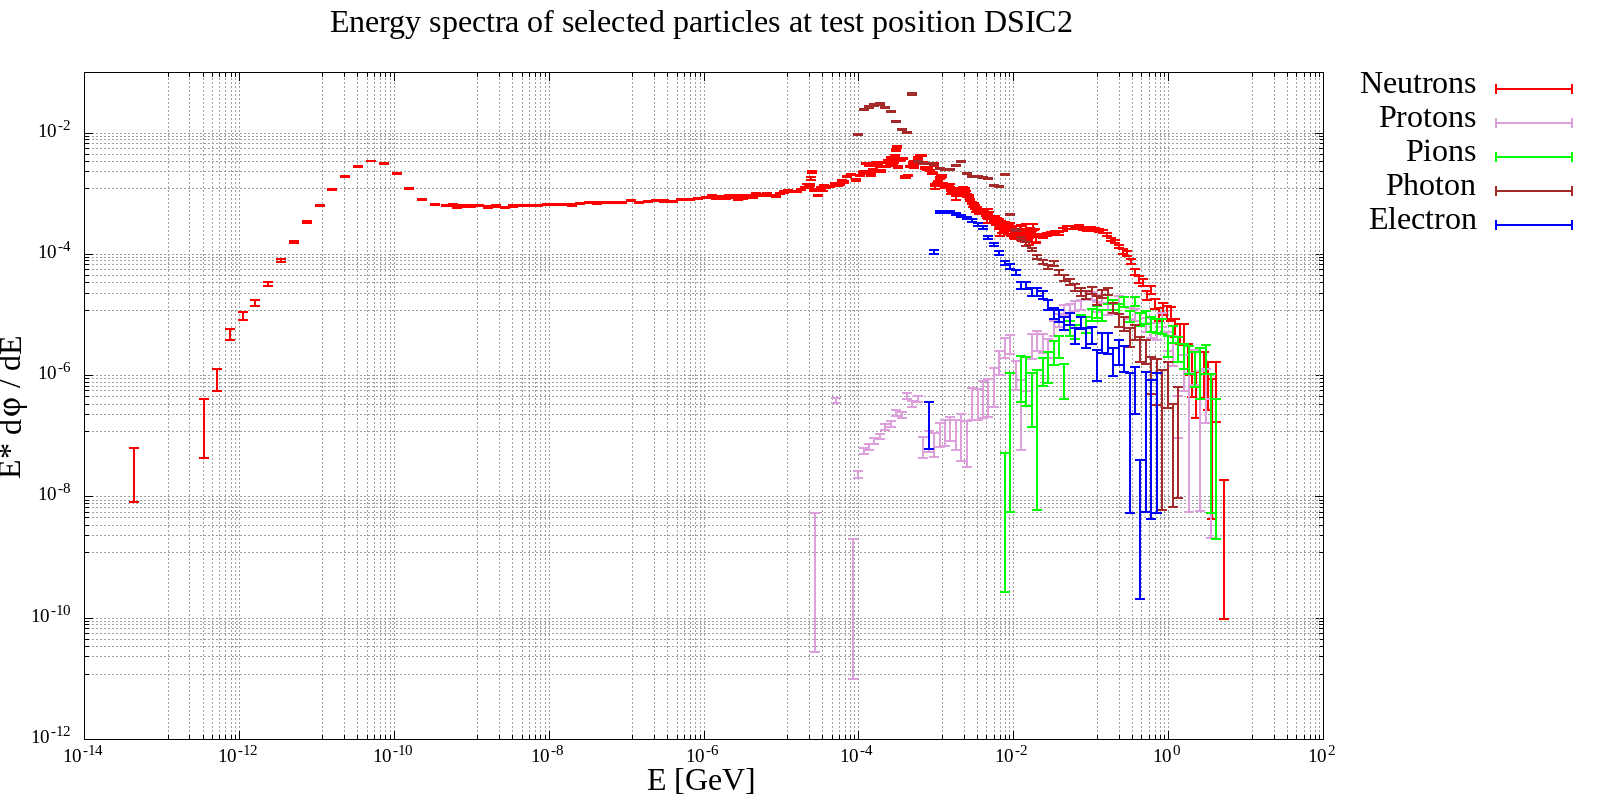 Energy spectra of selected particles at test position DSIC2
Neutrons
Protons
Pions
Photon
Electron
E* dφ / dE
10-2
10-4
10-6
10-8
10-10
10-12
10-14 10-12 10-10 10-8 10-6 10-4 10-2 100 102
E [GeV]